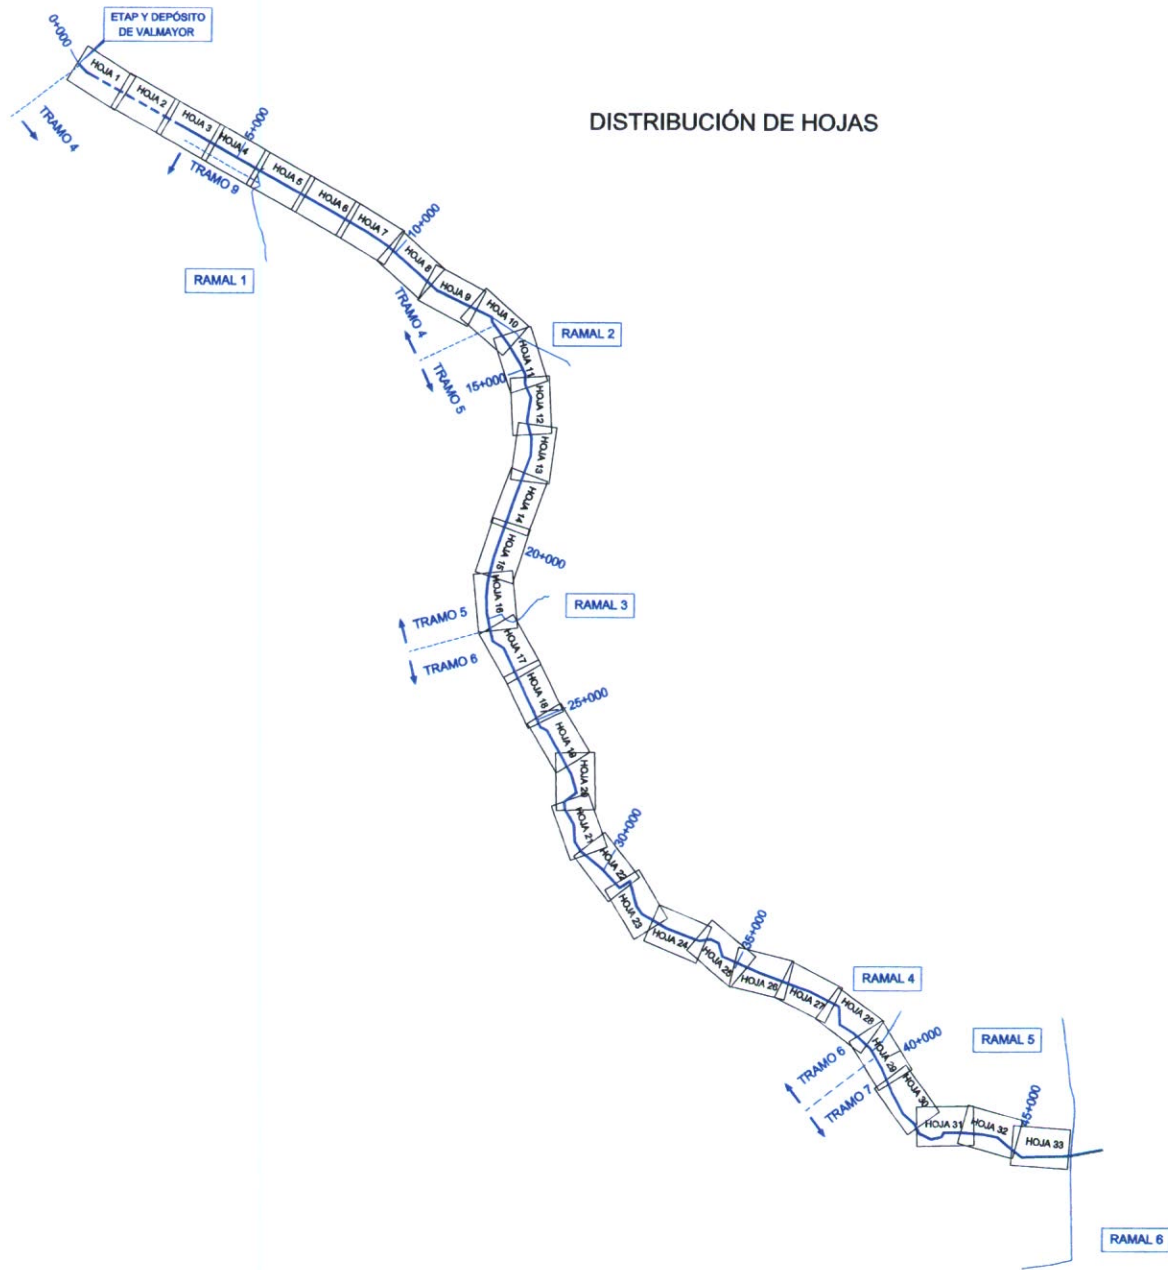 ETAP Y DEPÓSITO
DE VALMAYOR
0+000
HOJA 1
HOJA 2
HOJA 3
HOJA 4
5+000
TRAMO 4
TRAMO 9
DISTRIBUCIÓN DE HOJAS
HOJA 5
HOJA 6
HOJA 7
10+000
RAMAL 1
HOJA 8
HOJA 9
HOJA 10
TRAMO 4
RAMAL 2
HOJA 11
TRAMO 5
15+000
HOJA 12
HOJA 13
HOJA 14
HOJA 15
20+000
HOJA 16
RAMAL 3
TRAMO 5
TRAMO 6
HOJA 17
HOJA 18
25+000
HOJA 19
HOJA 20
HOJA 21
30+000
HOJA 22
HOJA 23
HOJA 24
35+000
HOJA 25
HOJA 26
HOJA 27
RAMAL 4
HOJA 28
40+000
HOJA 29
TRAMO 6
TRAMO 7
HOJA 30
RAMAL 5
45+000
HOJA 31
HOJA 32
HOJA 33
RAMAL 6